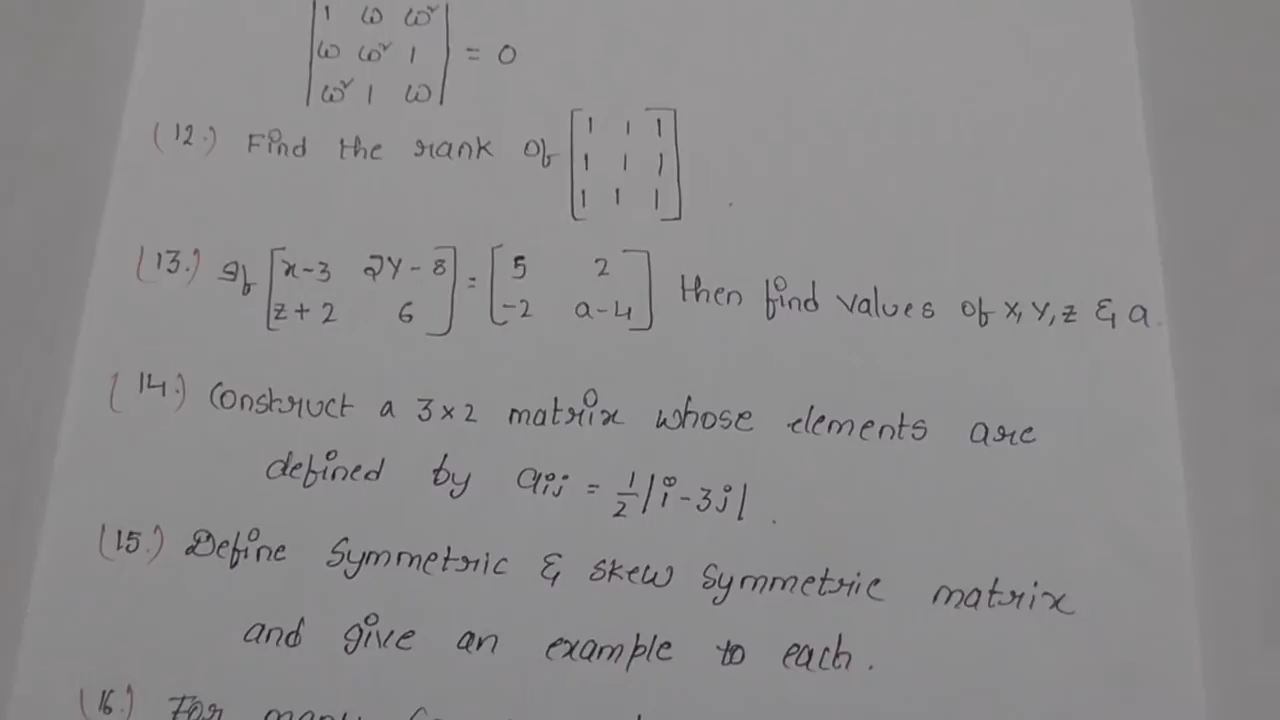 | 1 ω ω² |
| ω ω² 1 | = 0
| ω² 1 ω |
(12.) Find the rank of [1 1 1
1 1 1
1 1 1]
(13.) If [x-3 2Y-8] = [5 2] then find values of x, Y, z & a.
[z+2 6] [-2 a-4]
(14.) Construct a 3×2 matrix whose elements are
defined by aij = 1/2 |i-3j|.
(15.) Define Symmetric & skew symmetric matrix
and give an example to each.
(16.) For many